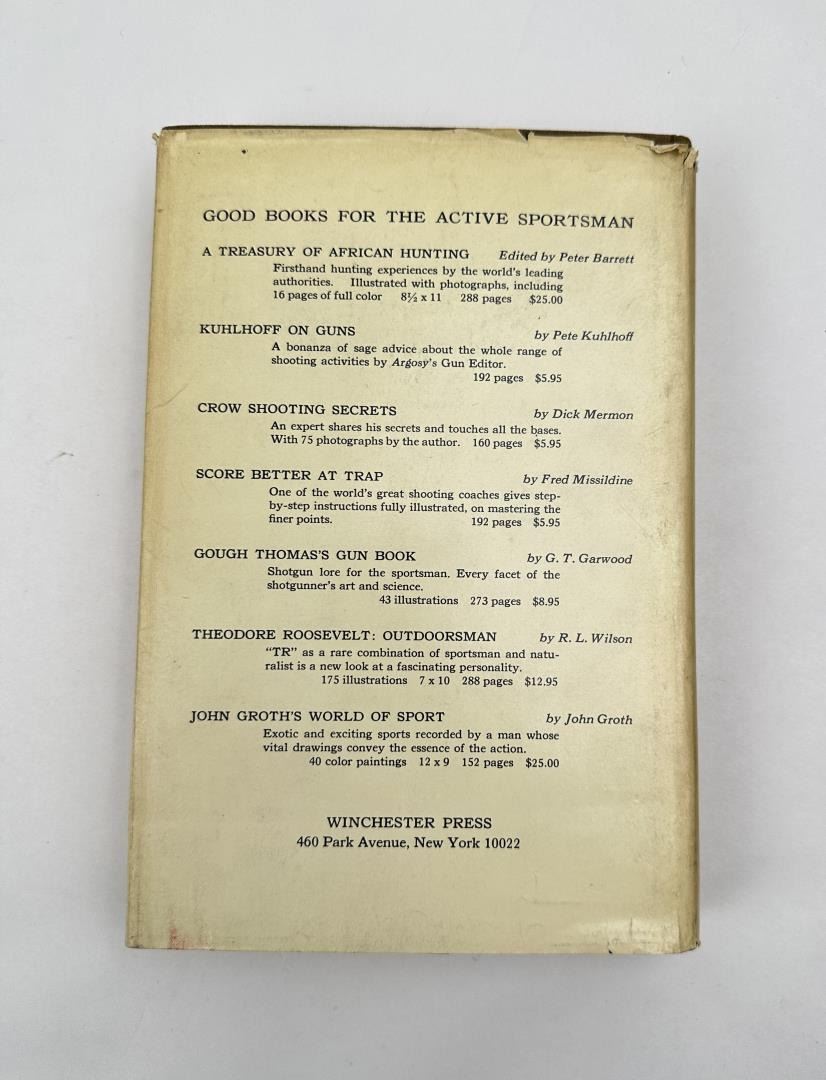 GOOD BOOKS FOR THE ACTIVE SPORTSMAN
A TREASURY OF AFRICAN HUNTING Edited by Peter Barrett
Firsthand hunting experiences by the world's leading
authorities. Illustrated with photographs, including
16 pages of full color 8½ x 11 288 pages $25.00
KUHLHOFF ON GUNS by Pete Kuhlhoff
A bonanza of sage advice about the whole range of
shooting activities by Argosy's Gun Editor.
192 pages $5.95
CROW SHOOTING SECRETS by Dick Mermon
An expert shares his secrets and touches all the bases.
With 75 photographs by the author. 160 pages $5.95
SCORE BETTER AT TRAP by Fred Missildine
One of the world's great shooting coaches gives step-
by-step instructions fully illustrated, on mastering the
finer points. 192 pages $5.95
GOUGH THOMAS'S GUN BOOK by G. T. Garwood
Shotgun lore for the sportsman. Every facet of the
shotgunner's art and science.
43 illustrations 273 pages $8.95
THEODORE ROOSEVELT: OUTDOORSMAN by R. L. Wilson
"TR" as a rare combination of sportsman and natu-
ralist is a new look at a fascinating personality.
175 illustrations 7 x 10 288 pages $12.95
JOHN GROTH'S WORLD OF SPORT by John Groth
Exotic and exciting sports recorded by a man whose
vital drawings convey the essence of the action.
40 color paintings 12 x 9 152 pages $25.00
WINCHESTER PRESS
460 Park Avenue, New York 10022